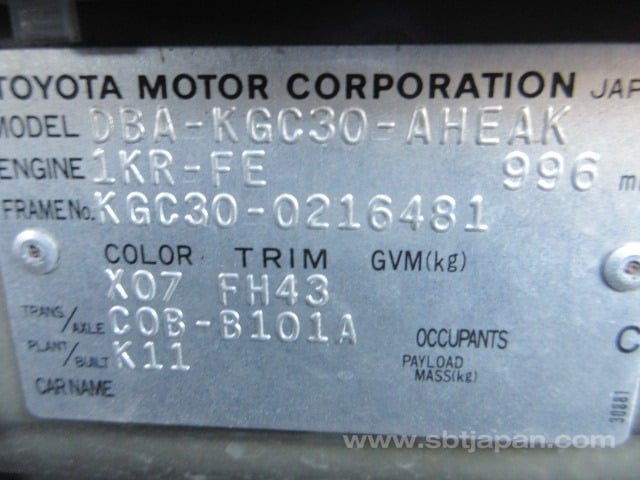 TOYOTA MOTOR CORPORATION JAP
MODEL DBA-KGC30-AHEAK
ENGINE 1KR-FE 996 m
FRAME No. KGC30-0216481
COLOR TRIM GVM(kg)
X07 FH43
TRANS/AXLE C0B-B101A
OCCUPANTS C
PLANT/BUILT K11
PAYLOAD MASS(kg)
CAR NAME
30881
www.sbtjapan.com